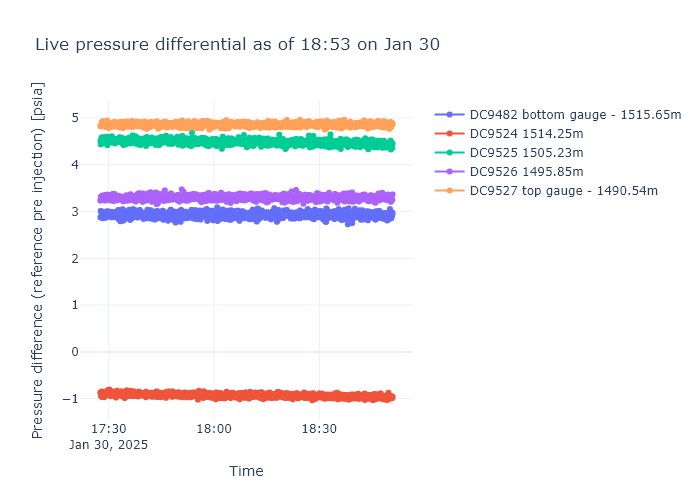 Live pressure differential as of 18:53 on Jan 30
Pressure difference (reference pre injection) [psia]
5
4
3
2
1
0
−1
17:30
Jan 30, 2025
18:00
18:30
Time
DC9482 bottom gauge - 1515.65m
DC9524 1514.25m
DC9525 1505.23m
DC9526 1495.85m
DC9527 top gauge - 1490.54m